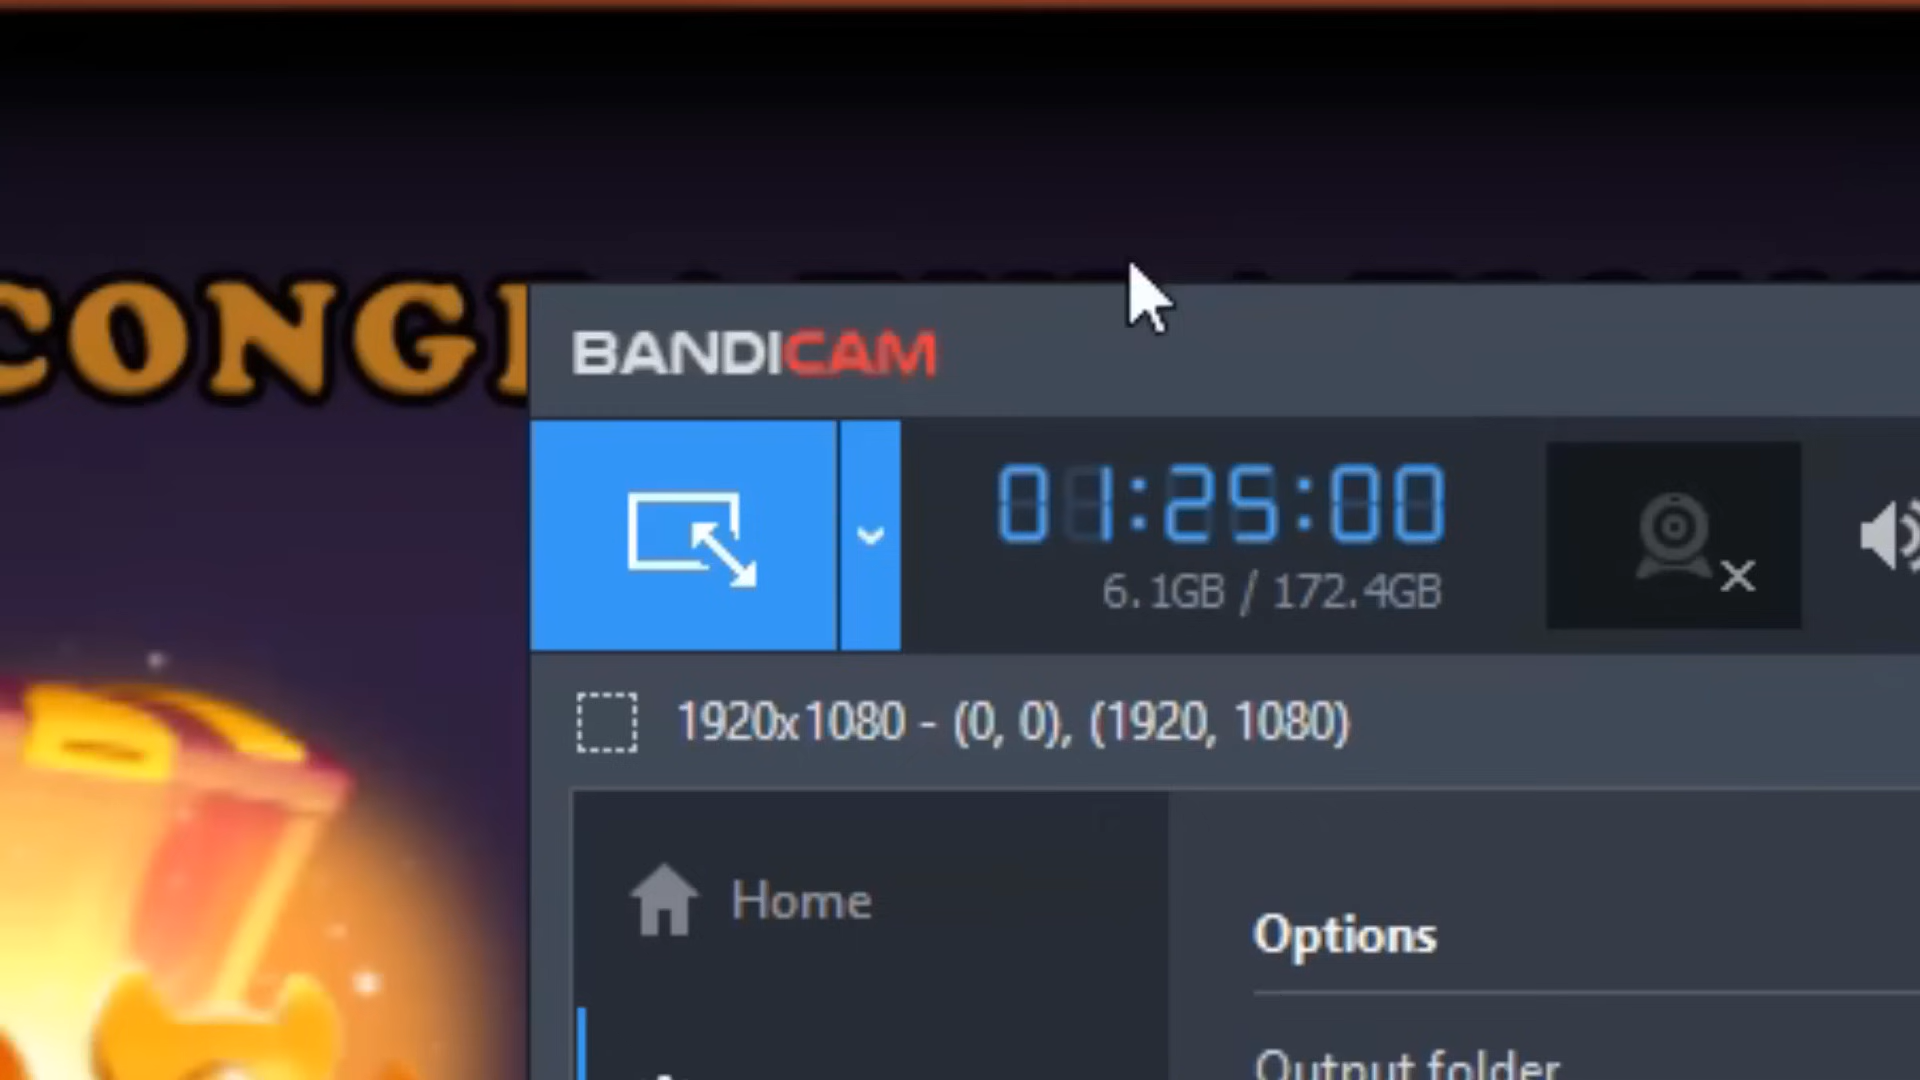 CONG
BANDICAM
01:25:00
6.1GB / 172.4GB
1920x1080 - (0, 0), (1920, 1080)
Home
Options
Output folder